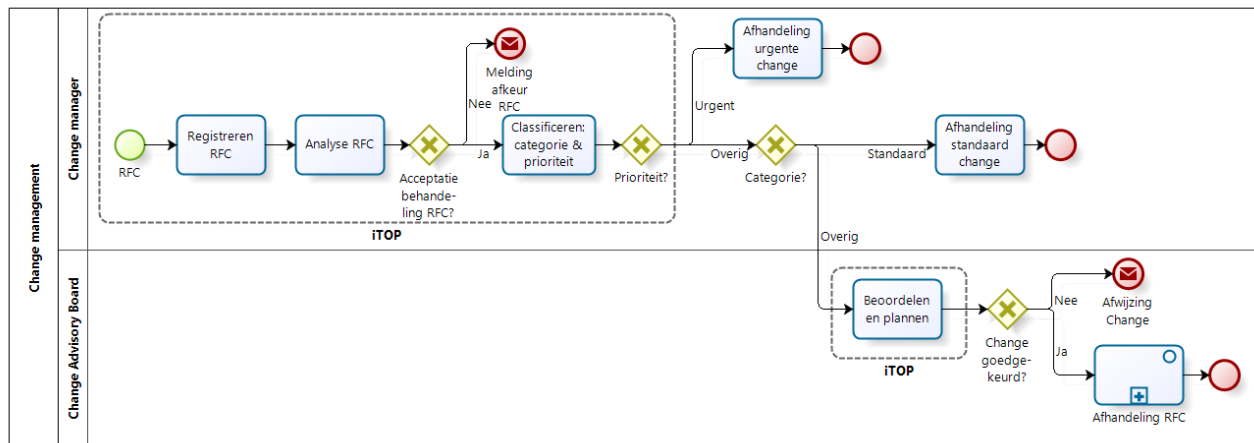 Change management
Change manager
RFC
Registreren
RFC
Analyse RFC
Acceptatie
behande-
ling RFC?
Nee
Melding
afkeur
RFC
Ja
Classificeren:
categorie &
prioriteit
Prioriteit?
iTOP
Urgent
Afhandeling
urgente
change
Overig
Categorie?
Standaard
Afhandeling
standaard
change
Overig
Change Advisory Board
Beoordelen
en plannen
iTOP
Change
goedge-
keurd?
Nee
Afwijzing
Change
Ja
Afhandeling RFC